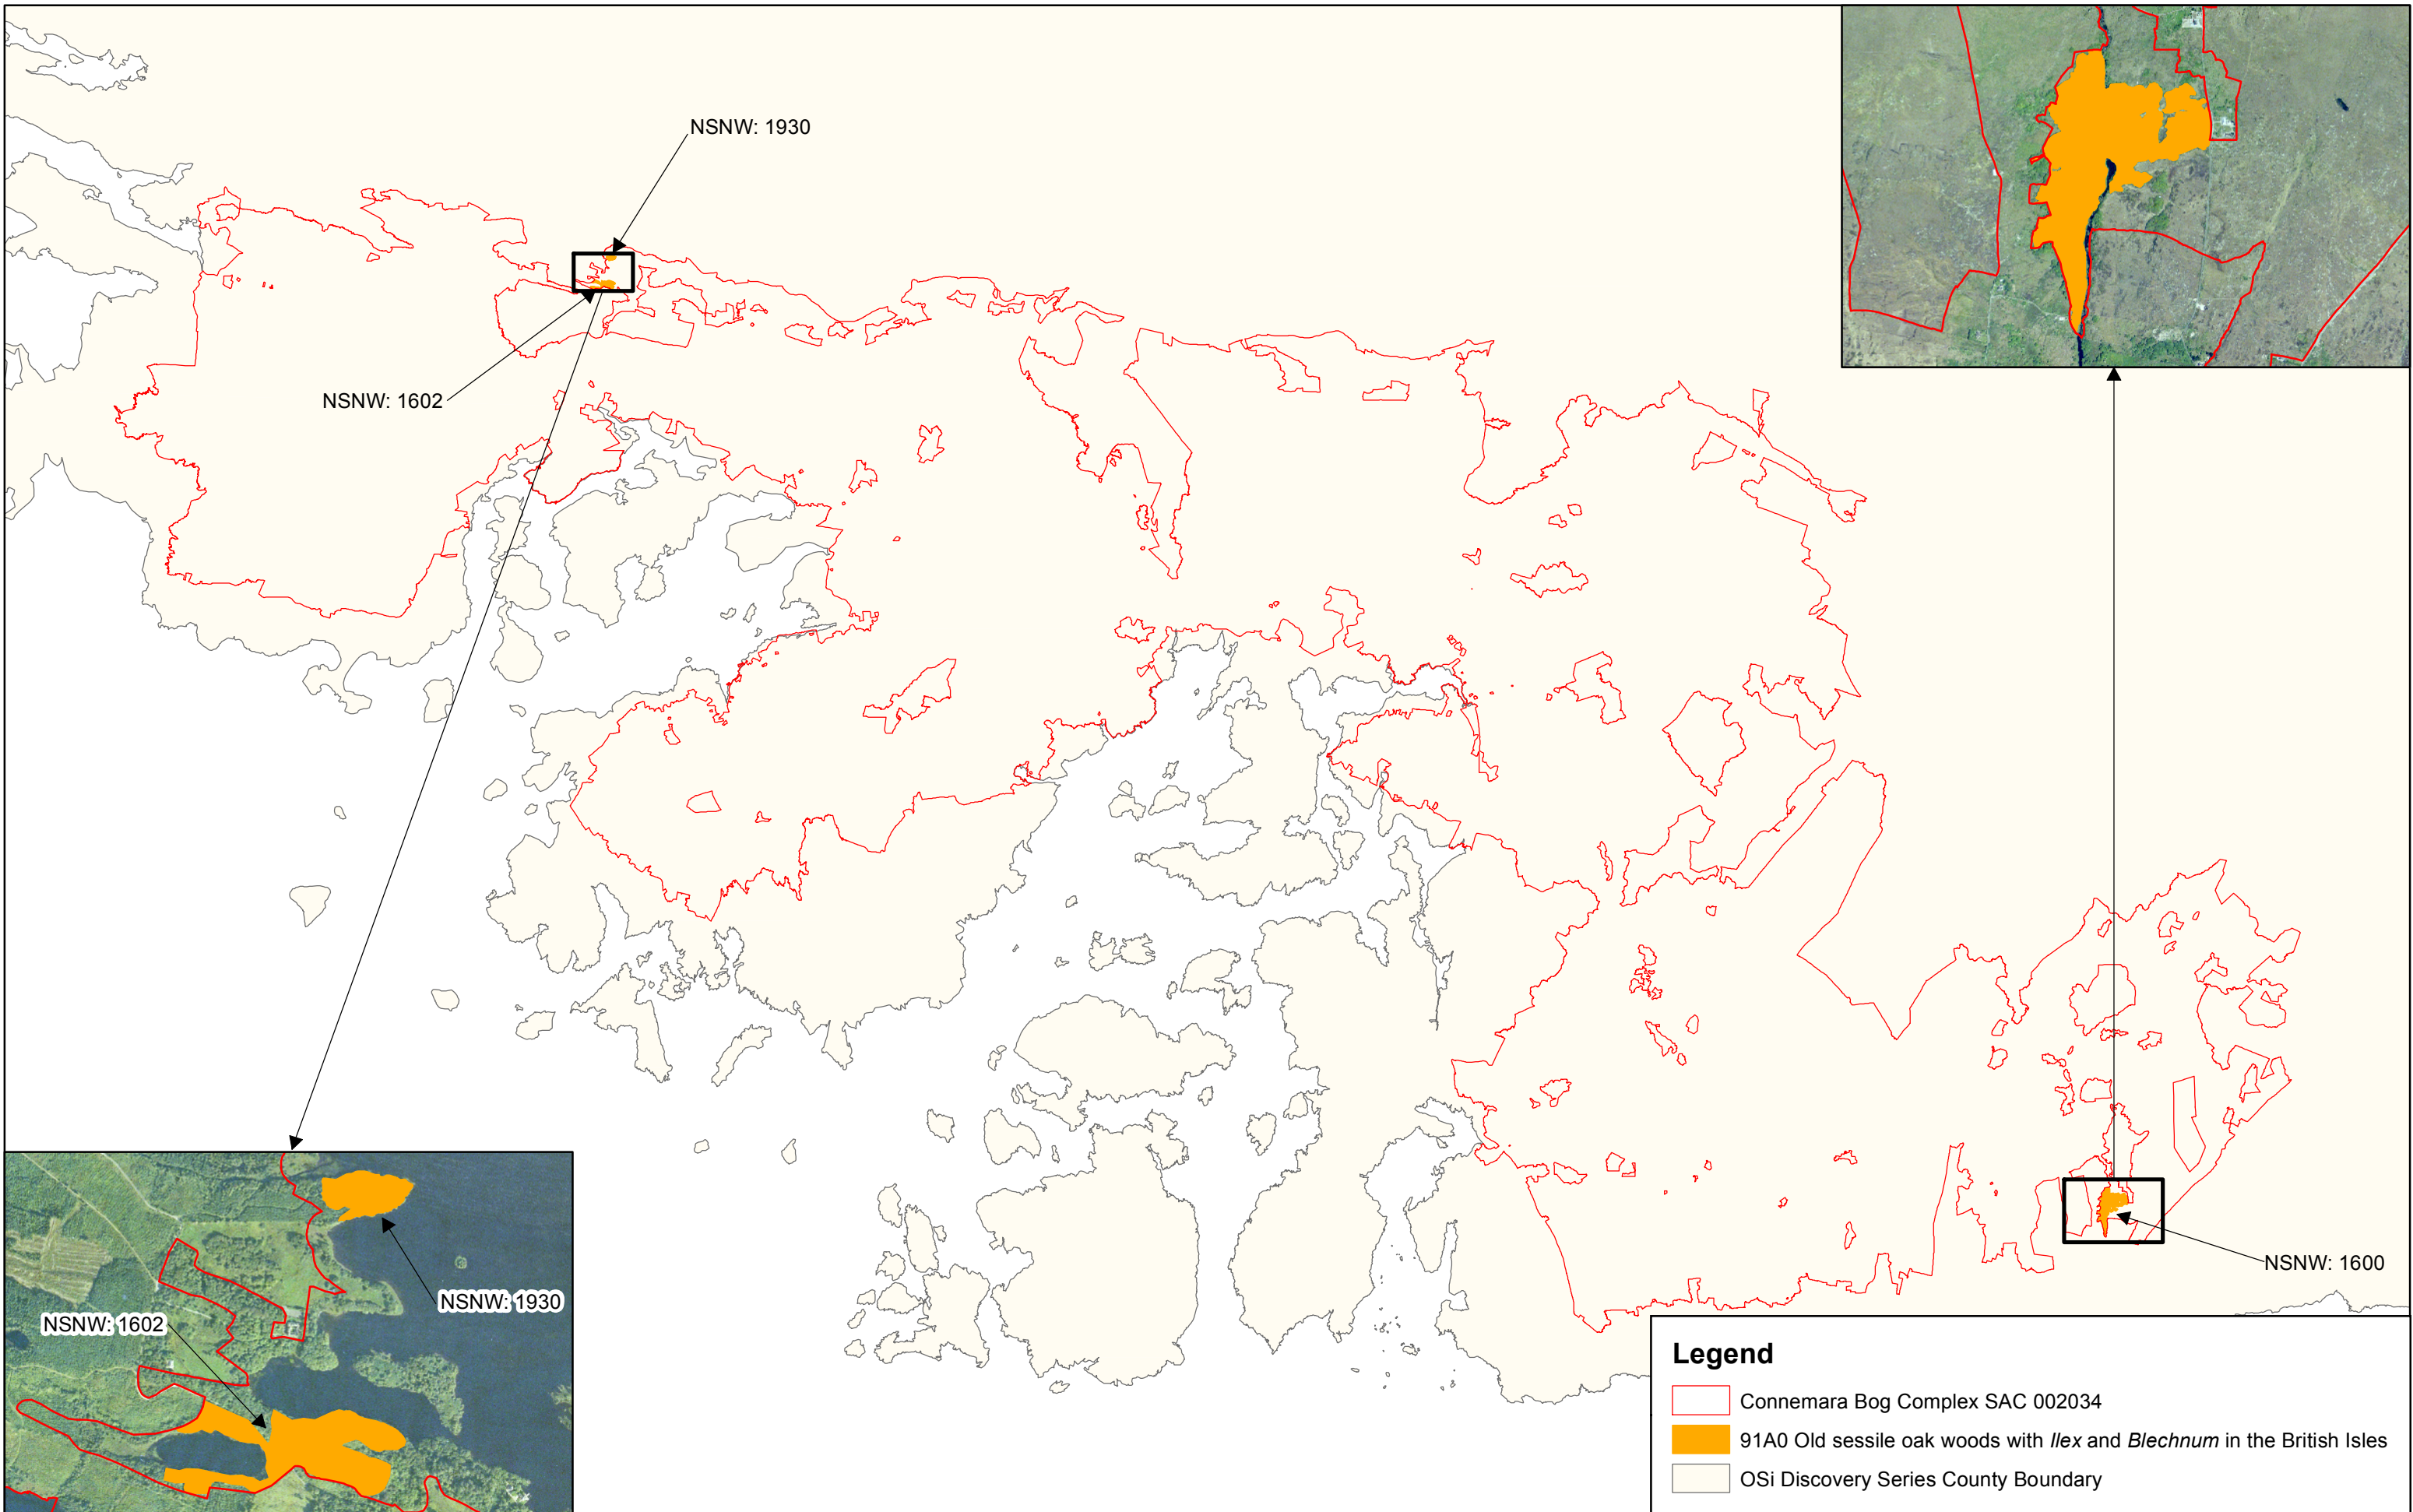 NSNW: 1930
NSNW: 1602
NSNW: 1600
NSNW: 1930
NSNW: 1602
Legend
Connemara Bog Complex SAC 002034
91A0 Old sessile oak woods with Ilex and Blechnum in the British Isles
OSi Discovery Series County Boundary